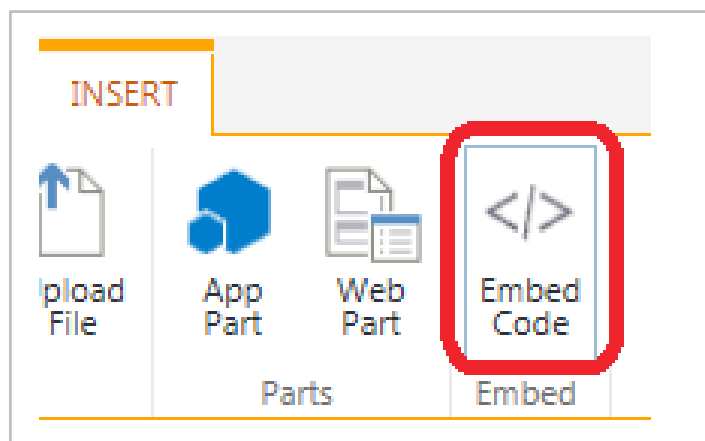 INSERT
</>
pload
File
App
Part
Web
Part
Embed
Code
Parts
Embed